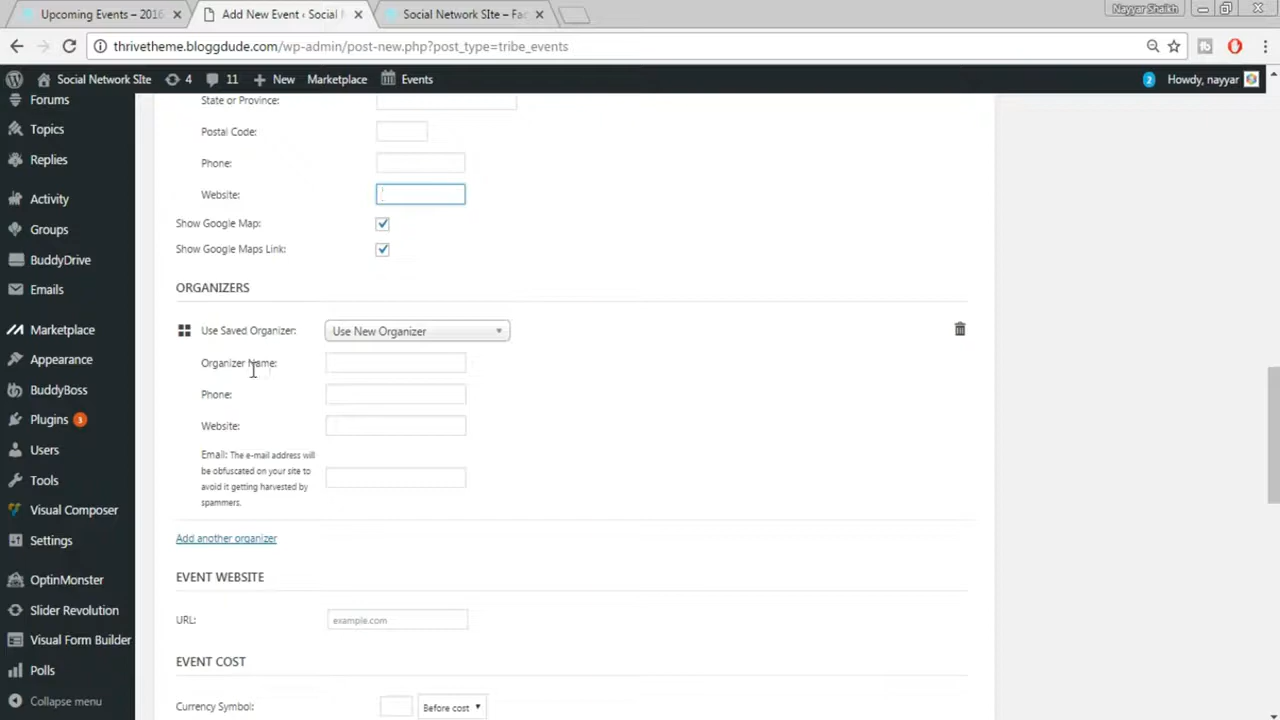 Upcoming Events – 2016
Add New Event ‹ Social N
Social Network SIte – Fac
Nayyar Shaikh
thrivetheme.bloggdude.com/wp-admin/post-new.php?post_type=tribe_events
Social Network SIte
4
11
New
Marketplace
Events
2
Howdy, nayyar
Forums
Topics
Replies
Activity
Groups
BuddyDrive
Emails
Marketplace
Appearance
BuddyBoss
Plugins 3
Users
Tools
Visual Composer
Settings
OptinMonster
Slider Revolution
Visual Form Builder
Polls
Collapse menu
State or Province:
Postal Code:
Phone:
Website:
Show Google Map:
Show Google Maps Link:
ORGANIZERS
Use Saved Organizer:
Use New Organizer
Organizer Name:
Phone:
Website:
Email: The e-mail address will
be obfuscated on your site to
avoid it getting harvested by
spammers.
Add another organizer
EVENT WEBSITE
URL:
example.com
EVENT COST
Currency Symbol:
Before cost